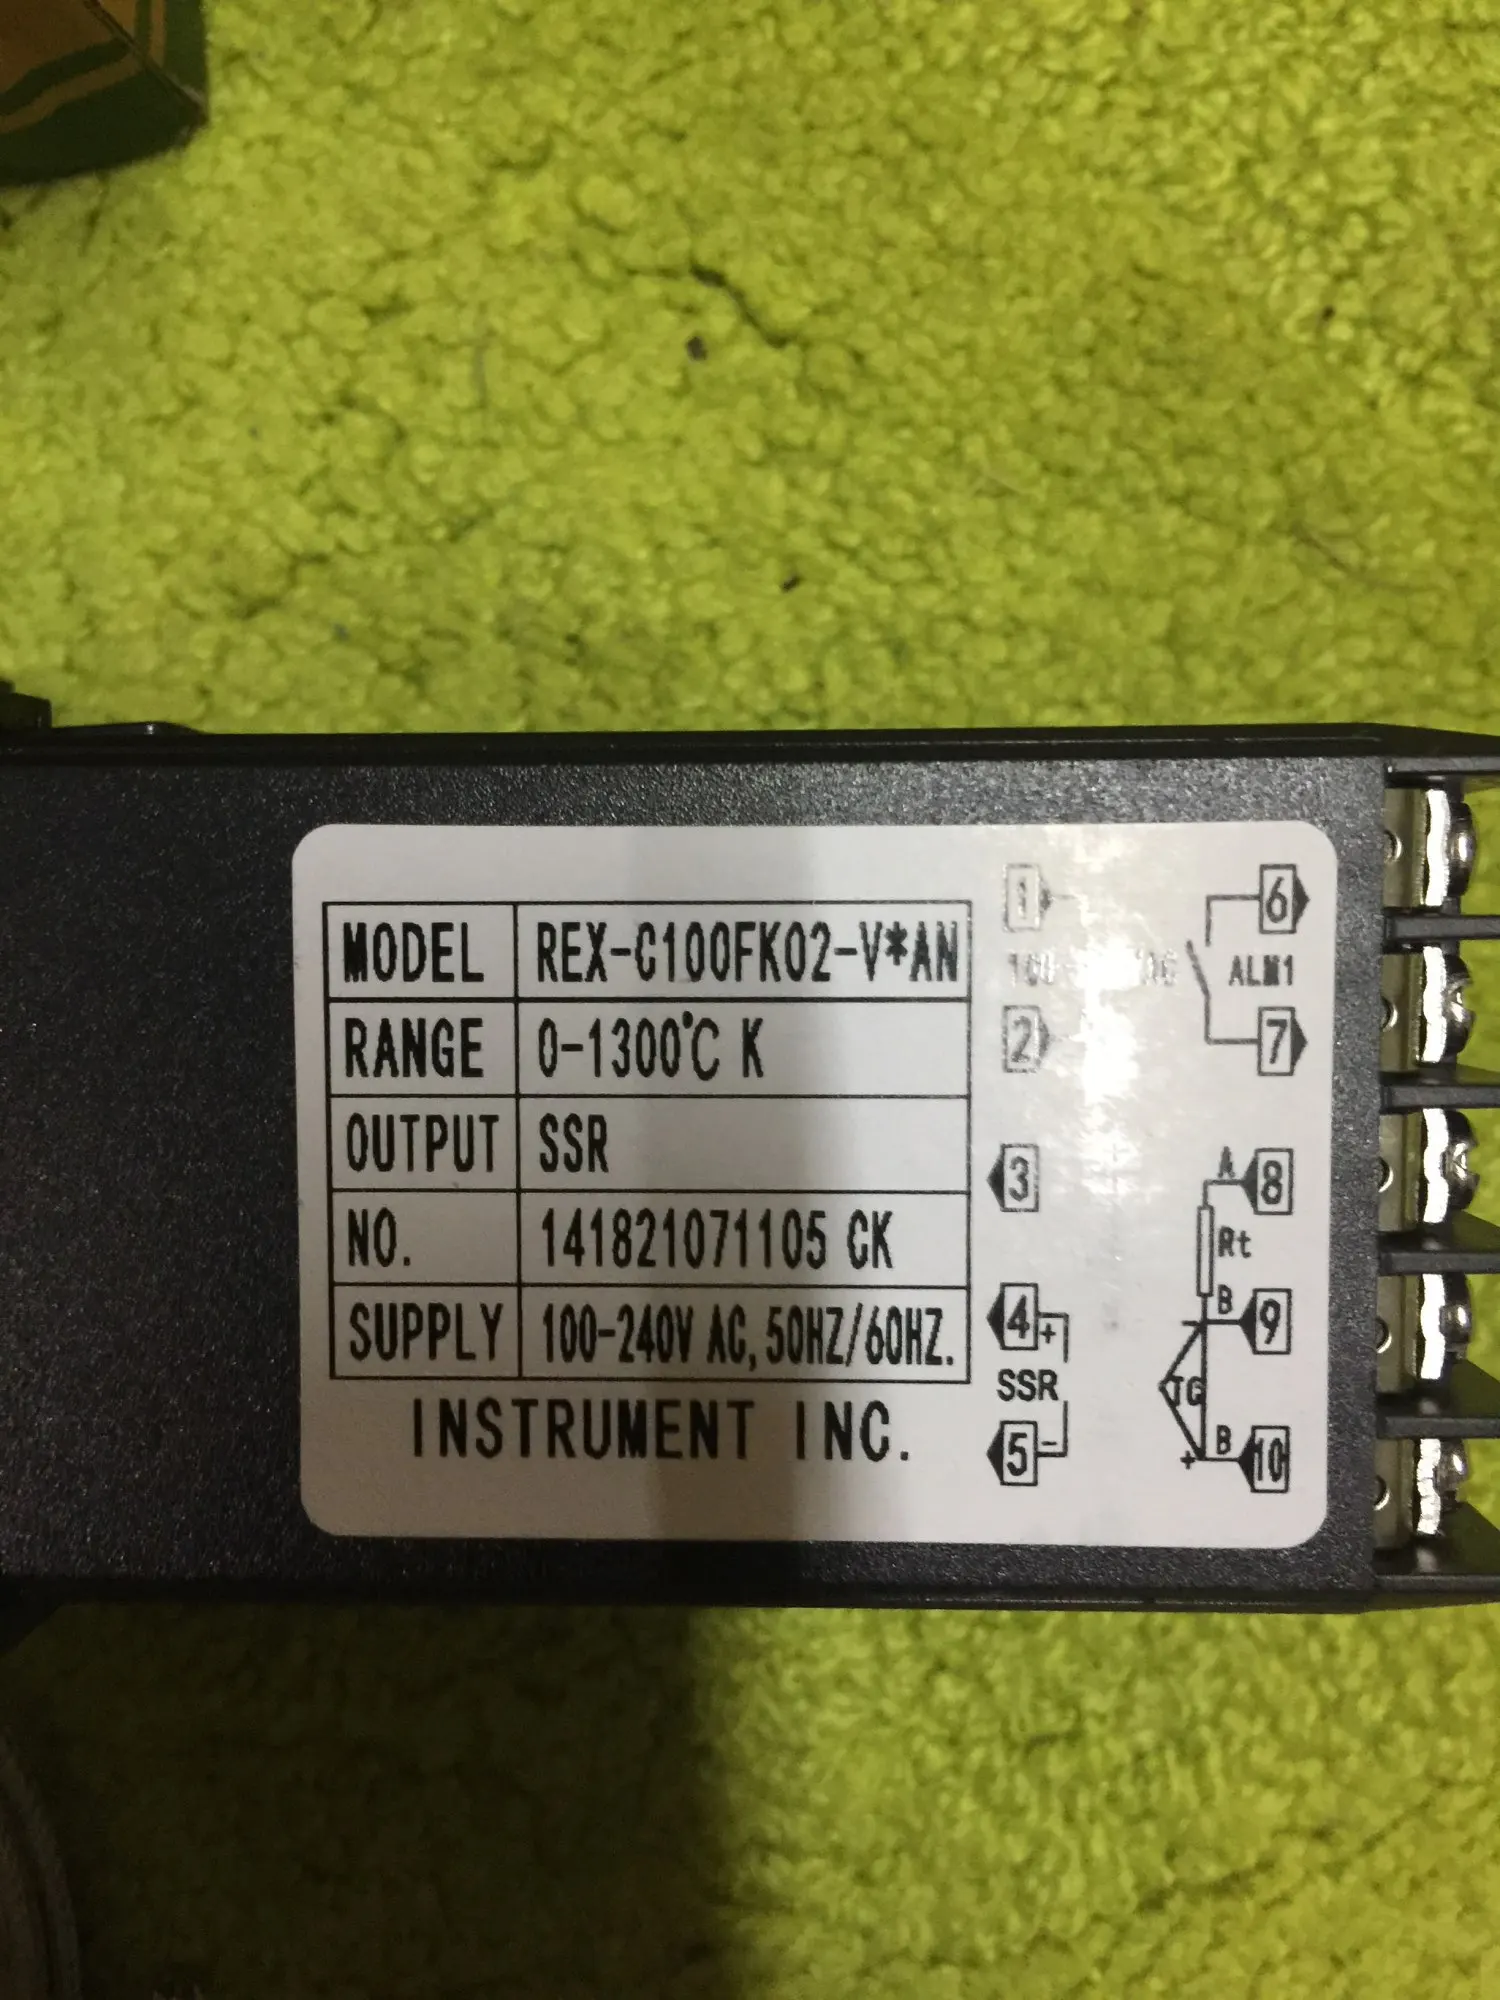 MODEL REX-C100FK02-V*AN
RANGE 0-1300℃ K
OUTPUT SSR
NO. 141821071105 CK
SUPPLY 100-240V AC, 50HZ/60HZ.
INSTRUMENT INC.
1
2
3
4 +
SSR
5 -
6
ALM1
7
A 8
Rt
B 9
-
TC
+ B 10